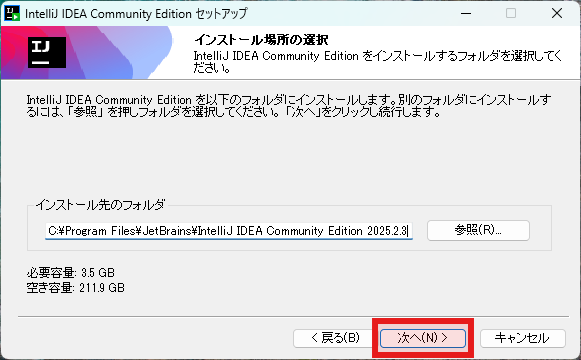 IntelliJ IDEA Community Edition セットアップ
IJ
インストール場所の選択
IntelliJ IDEA Community Edition をインストールするフォルダを選択してく
ださい。
IntelliJ IDEA Community Edition を以下のフォルダにインストールします。別のフォルダにインストールす
るには、「参照」 を押しフォルダを選択してください。 「次へ」をクリックし続行します。
インストール先のフォルダ
C:¥Program Files¥JetBrains¥IntelliJ IDEA Community Edition 2025.2.3
参照(R)...
必要容量: 3.5 GB
空き容量: 211.9 GB
< 戻る(B)
次へ(N) >
キャンセル